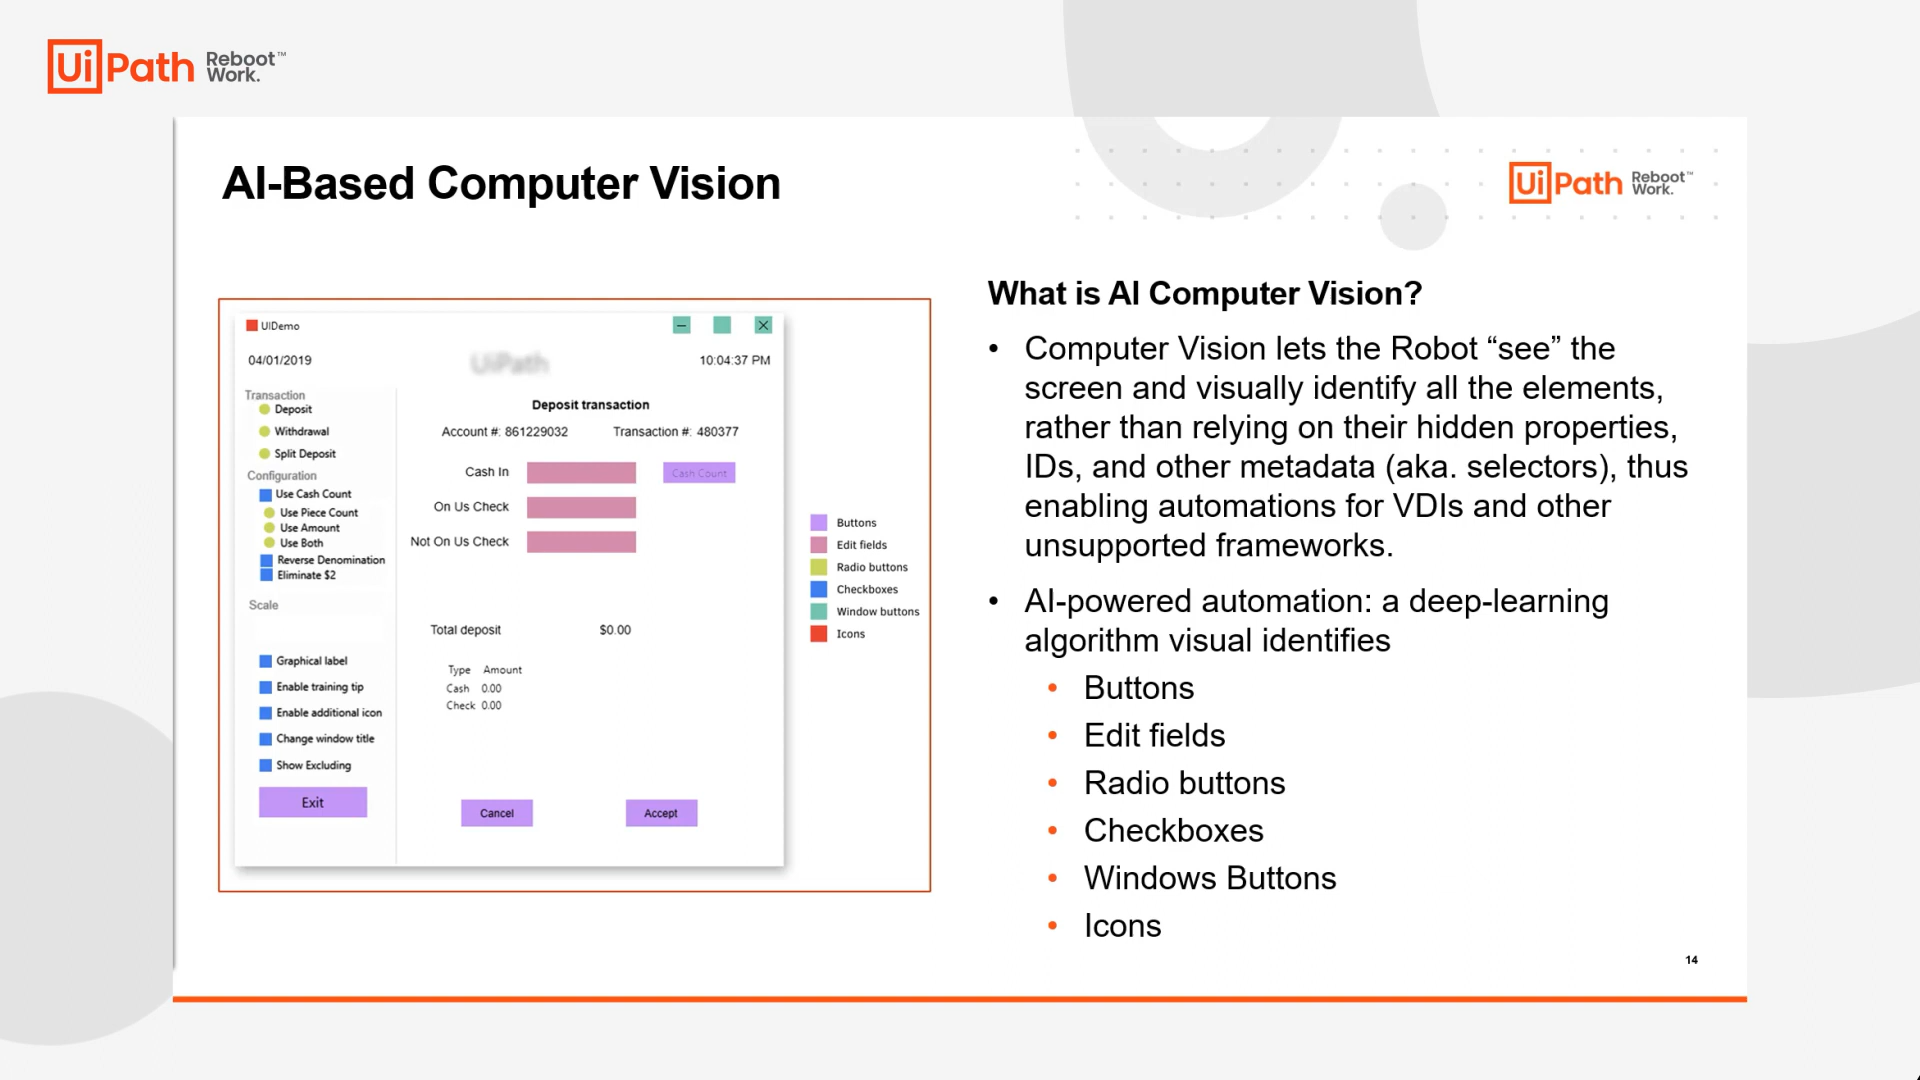 UiPath Reboot Work.™
AI-Based Computer Vision
UiPath Reboot Work.™
UIDemo
04/01/2019
UiPath
10:04:37 PM
Transaction
Deposit
Withdrawal
Split Deposit
Configuration
Use Cash Count
Use Piece Count
Use Amount
Use Both
Reverse Denomination
Eliminate $2
Scale
Graphical label
Enable training tip
Enable additional icon
Change window title
Show Excluding
Exit
Deposit transaction
Account #: 861229032 Transaction #: 480377
Cash In
Cash Count
On Us Check
Not On Us Check
Total deposit $0.00
Type Amount
Cash 0.00
Check 0.00
Cancel
Accept
Buttons
Edit fields
Radio buttons
Checkboxes
Window buttons
Icons
What is AI Computer Vision?
• Computer Vision lets the Robot “see” the
screen and visually identify all the elements,
rather than relying on their hidden properties,
IDs, and other metadata (aka. selectors), thus
enabling automations for VDIs and other
unsupported frameworks.
• AI-powered automation: a deep-learning
algorithm visual identifies
• Buttons
• Edit fields
• Radio buttons
• Checkboxes
• Windows Buttons
• Icons
14